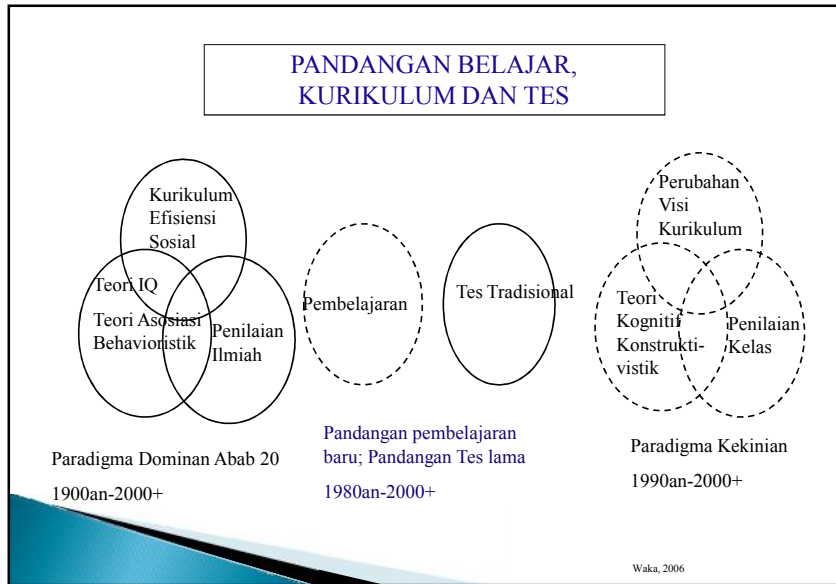 PANDANGAN BELAJAR,
KURIKULUM DAN TES
Kurikulum
Efisiensi
Sosial
Teori IQ
Teori Asosiasi
Behavioristik
Penilaian
Ilmiah
Paradigma Dominan Abab 20
1900an-2000+
Pembelajaran
Tes Tradisional
Pandangan pembelajaran
baru; Pandangan Tes lama
1980an-2000+
Perubahan
Visi
Kurikulum
Teori
Kognitif
Konstrukti-
vistik
Penilaian
Kelas
Paradigma Kekinian
1990an-2000+
Waka, 2006